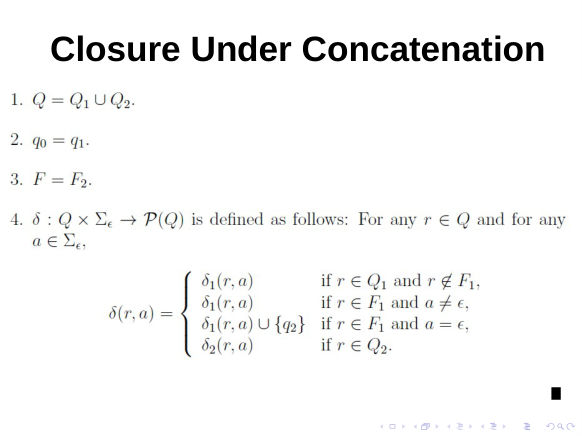 Closure Under Concatenation
1. Q = Q₁ ∪ Q₂.
2. q₀ = q₁.
3. F = F₂.
4. δ : Q × Σ_ϵ → 𝒫(Q) is defined as follows: For any r ∈ Q and for any
a ∈ Σ_ϵ,
δ₁(r, a) if r ∈ Q₁ and r ∉ F₁,
δ₁(r, a) if r ∈ F₁ and a ≠ ϵ,
δ(r, a) = { δ₁(r, a) ∪ {q₂} if r ∈ F₁ and a = ϵ,
δ₂(r, a) if r ∈ Q₂.